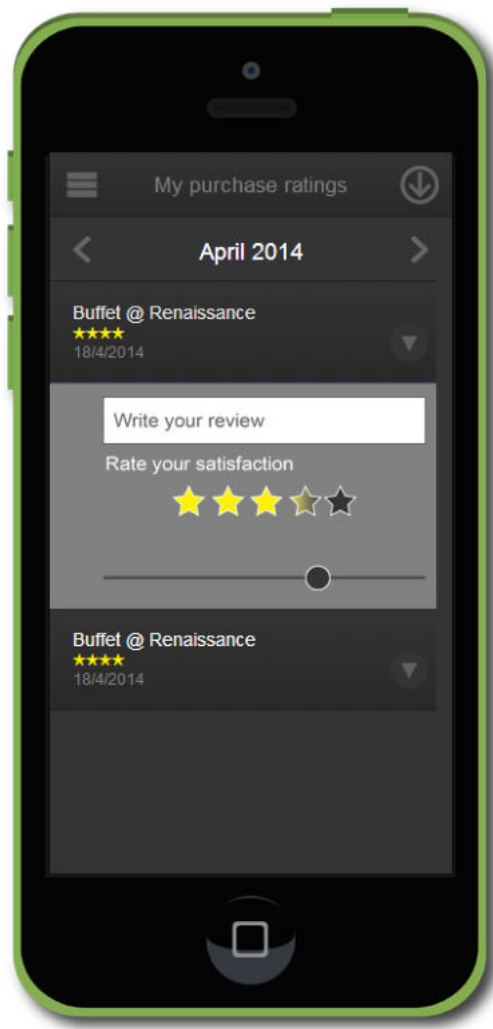 My purchase ratings
April 2014
Buffet @ Renaissance
★★★★
18/4/2014
Write your review
Rate your satisfaction
Buffet @ Renaissance
★★★★
18/4/2014